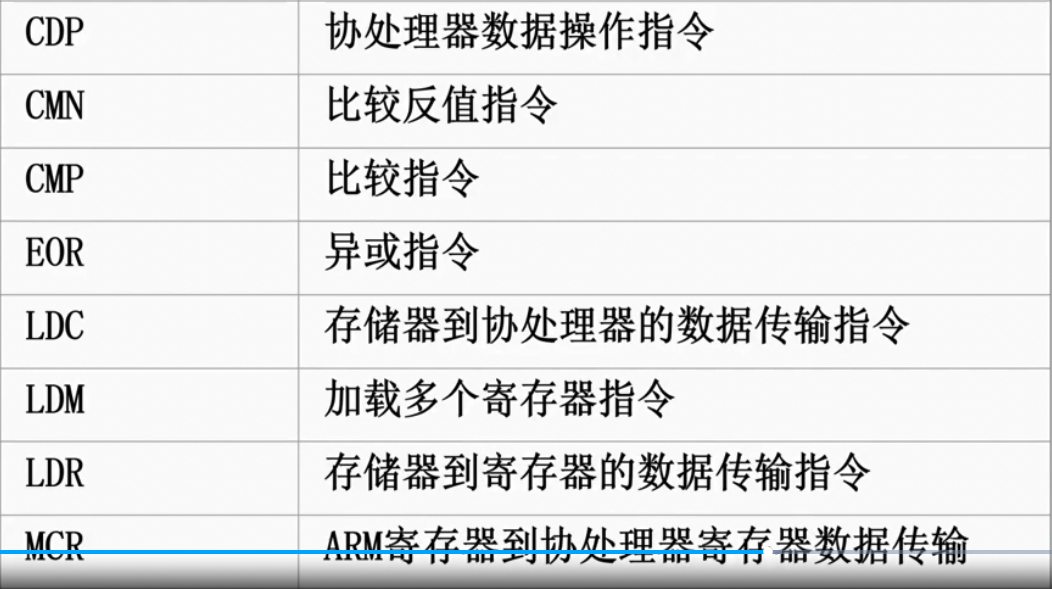 CDP 协处理器数据操作指令
CMN 比较反值指令
CMP 比较指令
EOR 异或指令
LDC 存储器到协处理器的数据传输指令
LDM 加载多个寄存器指令
LDR 存储器到寄存器的数据传输指令
MCR ARM寄存器到协处理器寄存器数据传输